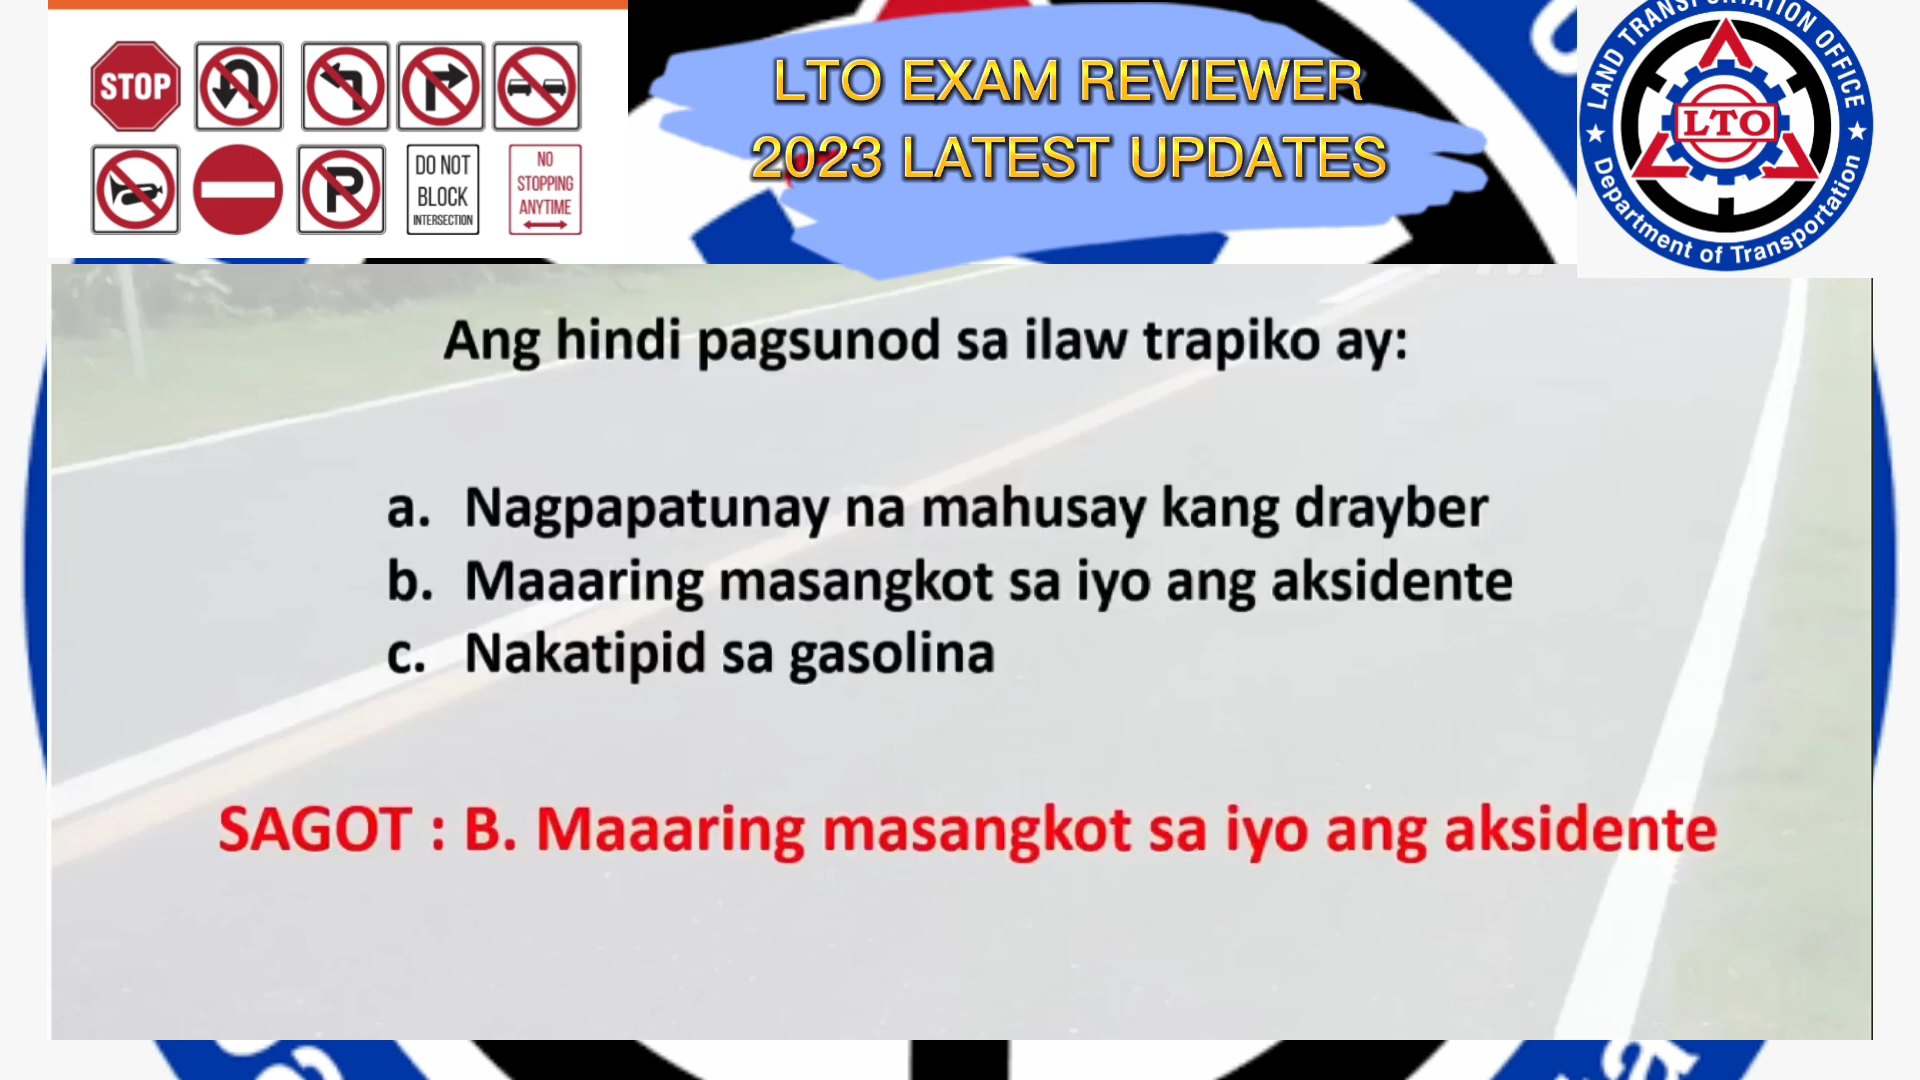 STOP
DO NOT
BLOCK
INTERSECTION
NO
STOPPING
ANYTIME
LTO EXAM REVIEWER
2023 LATEST UPDATES
LAND TRANSPORTATION OFFICE
LTO
Department of Transportation
Ang hindi pagsunod sa ilaw trapiko ay:
a. Nagpapatunay na mahusay kang drayber
b. Maaaring masangkot sa iyo ang aksidente
c. Nakatipid sa gasolina
SAGOT : B. Maaaring masangkot sa iyo ang aksidente